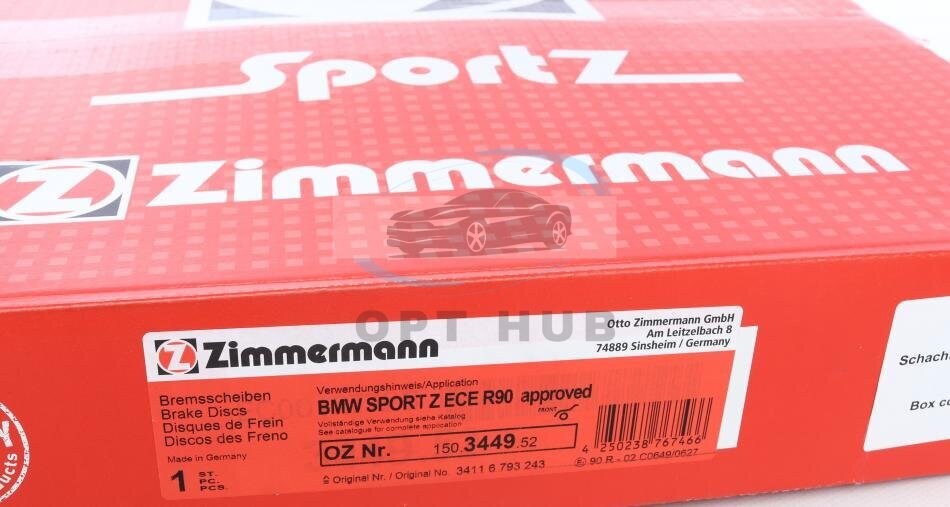 SportZ
Z Zimmermann
OPT HUB
Z Zimmermann
Otto Zimmermann GmbH
Am Leitzelbach 8
74889 Sinsheim / Germany
Bremsscheiben
Brake Discs
Disques de Frein
Discos des Freno
Made in Germany
1 ST.
PC.
PCS.
Verwendungshinweis/Application
BMW SPORT Z ECE R90 approved
FRONT
Vollständige Verwendung siehe Katalog
See catalogue for complete application
OZ Nr. 150.3449.52
Original Nr. / Original No. 3411 6 793 243
4 250238 767466
90 R - 02 C0649/0627
Box co